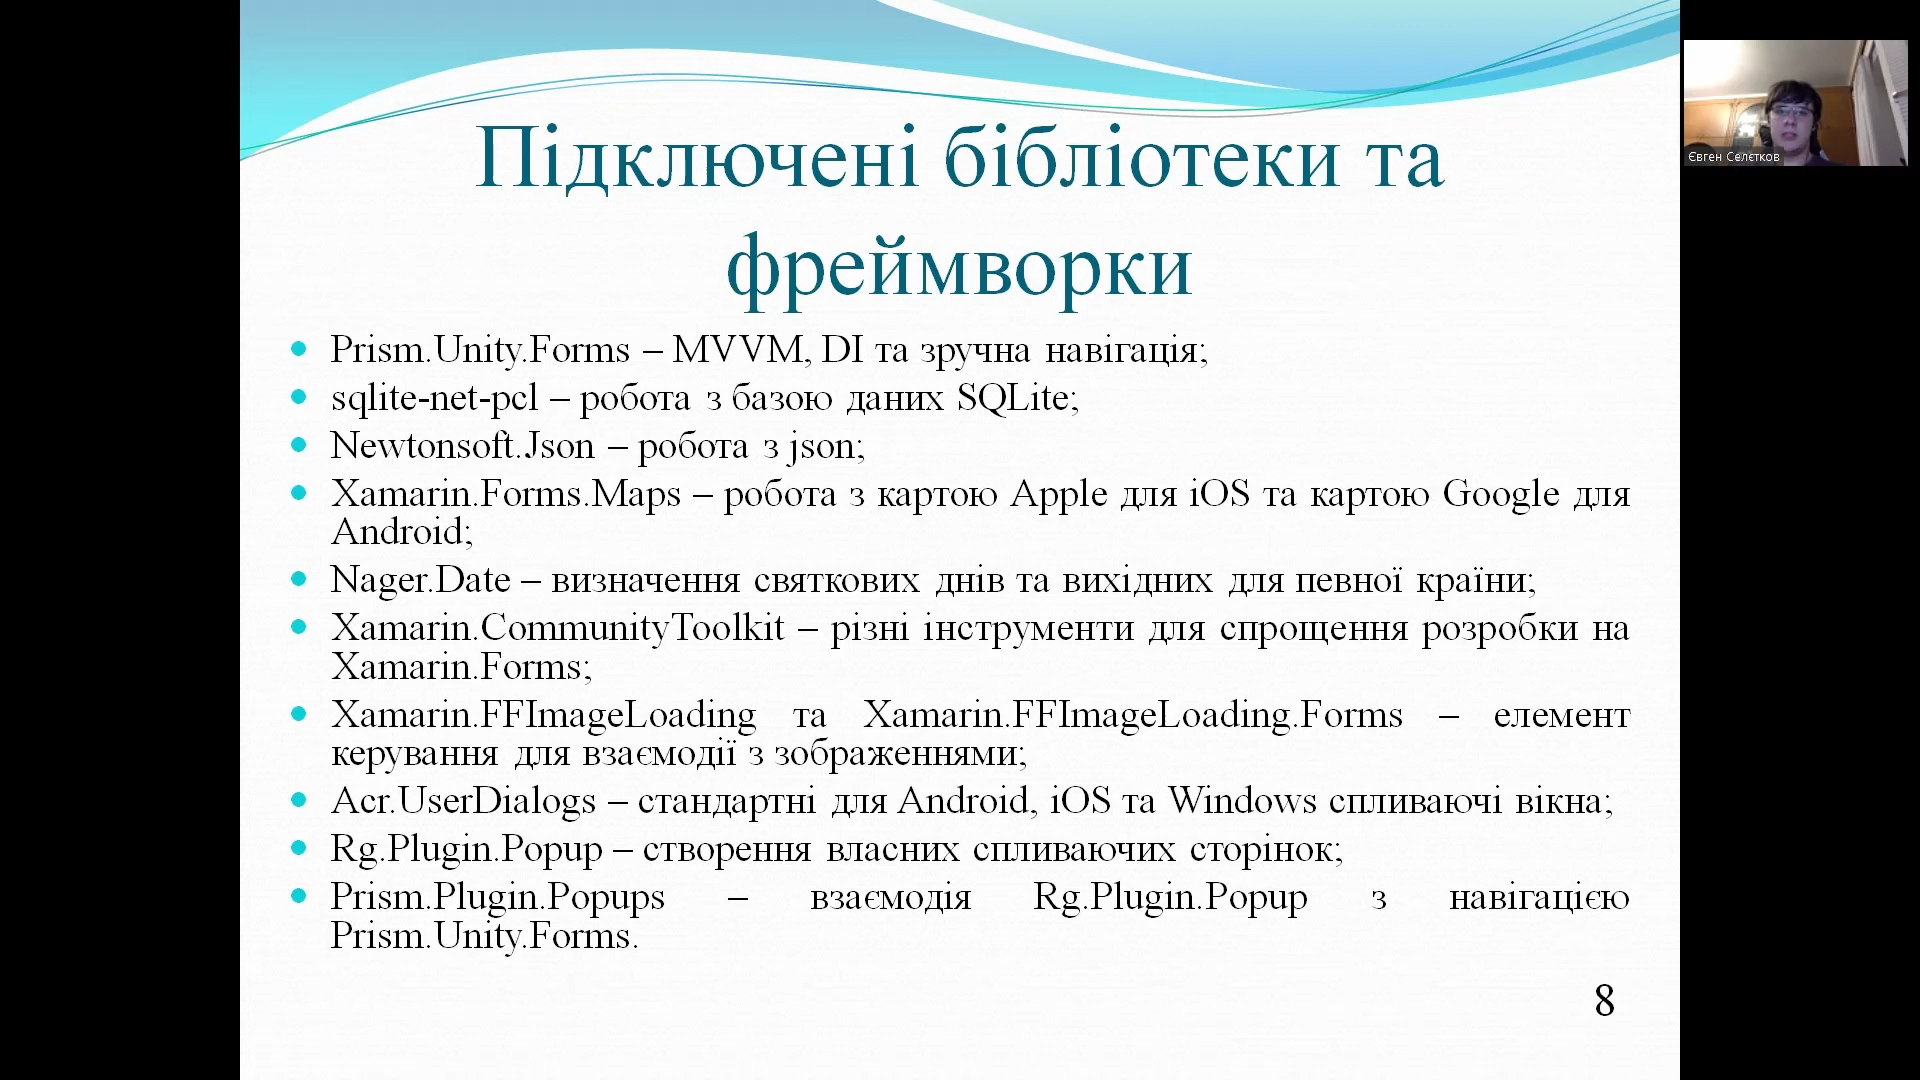 Підключені бібліотеки та
фреймворки
Prism.Unity.Forms – MVVM, DI та зручна навігація;
sqlite-net-pcl – робота з базою даних SQLite;
Newtonsoft.Json – робота з json;
Xamarin.Forms.Maps – робота з картою Apple для iOS та картою Google для
Android;
Nager.Date – визначення святкових днів та вихідних для певної країни;
Xamarin.CommunityToolkit – різні інструменти для спрощення розробки на
Xamarin.Forms;
Xamarin.FFImageLoading та Xamarin.FFImageLoading.Forms – елемент
керування для взаємодії з зображеннями;
Acr.UserDialogs – стандартні для Android, iOS та Windows спливаючі вікна;
Rg.Plugin.Popup – створення власних спливаючих сторінок;
Prism.Plugin.Popups – взаємодія Rg.Plugin.Popup з навігацією
Prism.Unity.Forms.
8
Євген Селєтков